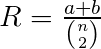 R = \frac{a+b}{\binom{n}{2}}